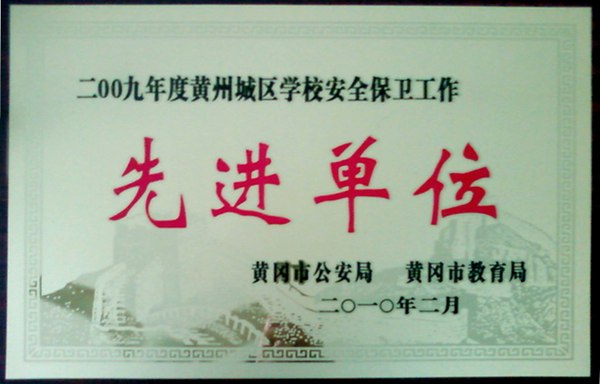 二00九年度黄州城区学校安全保卫工作
先进单位
黄冈市公安局 黄冈市教育局
二〇一〇年二月